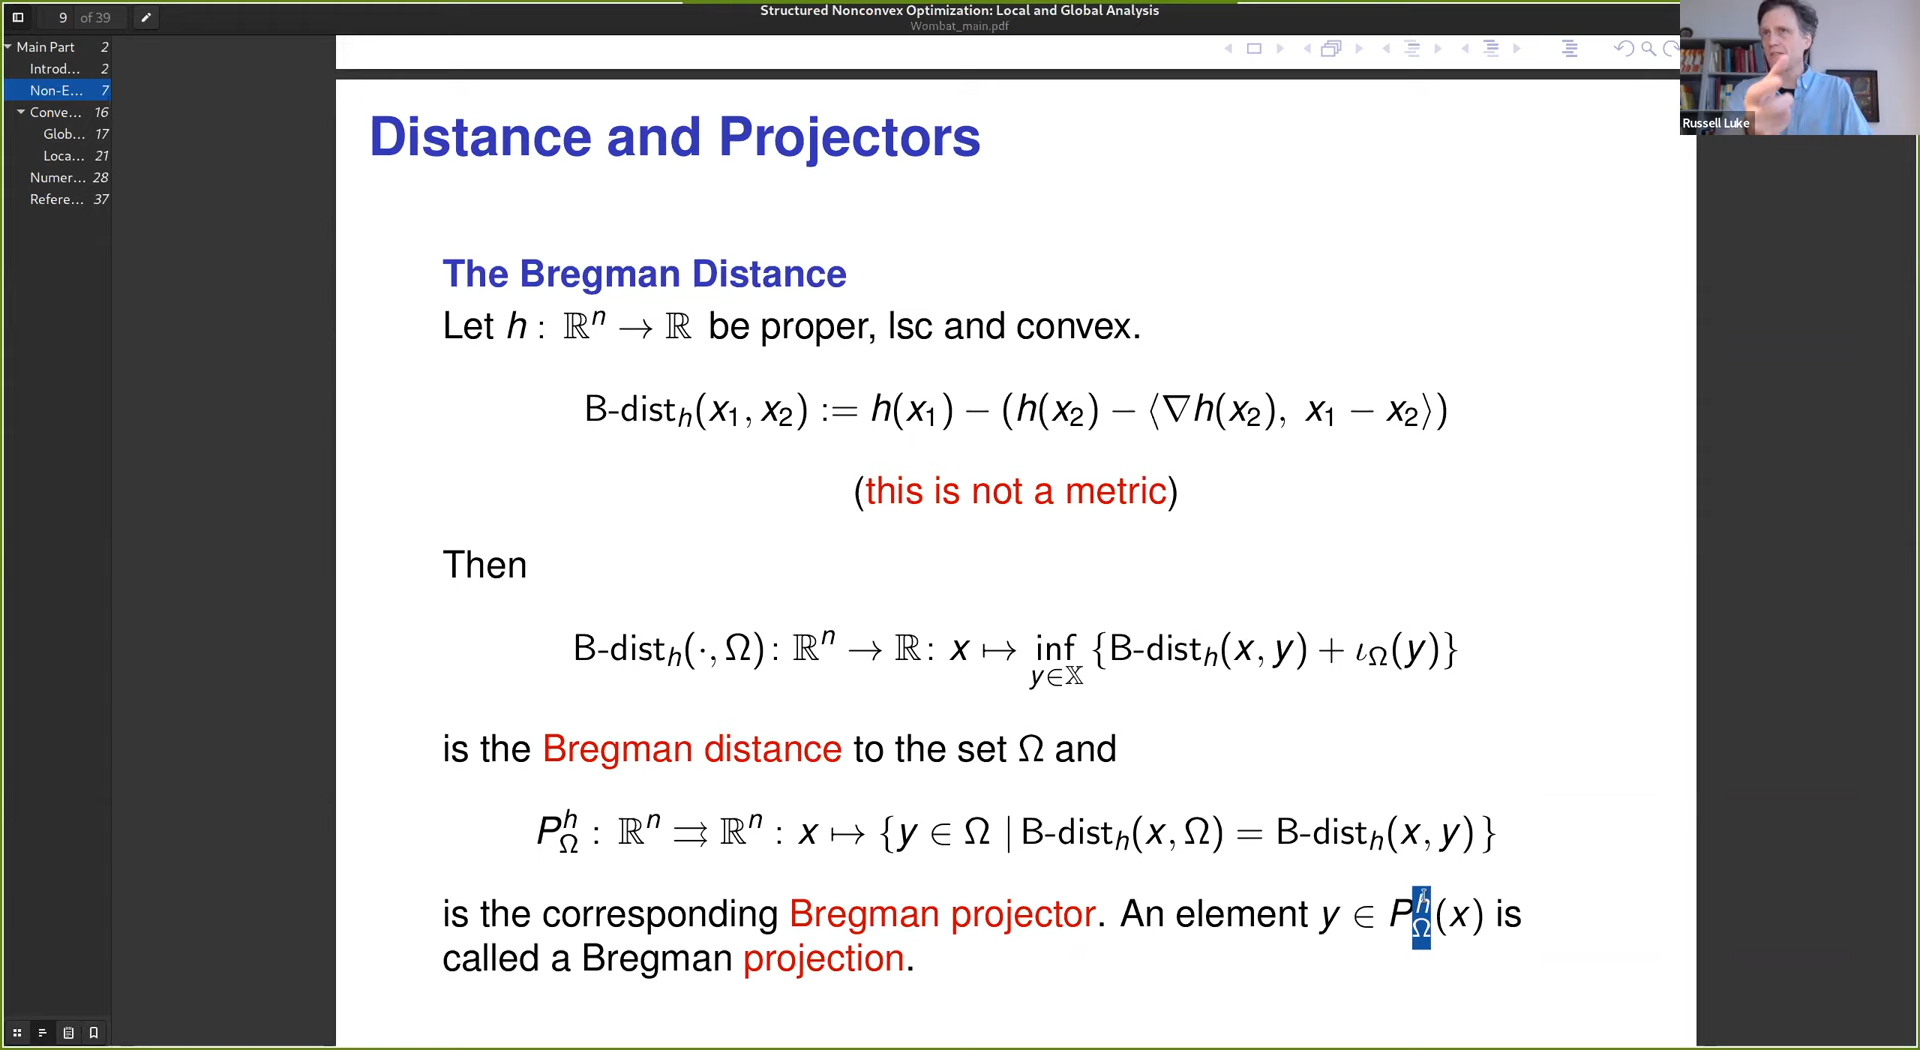 9 of 39
Structured Nonconvex Optimization: Local and Global Analysis
Wombat_main.pdf
Main Part 2
Introd... 2
Non-E... 7
Conve... 16
Glob... 17
Loca... 21
Numer... 28
Refere... 37
Russell Luke
Distance and Projectors
The Bregman Distance
Let h : ℝⁿ → ℝ be proper, lsc and convex.
B-dist_h(x₁, x₂) := h(x₁) − (h(x₂) − ⟨∇h(x₂), x₁ − x₂⟩)
(this is not a metric)
Then
B-dist_h(·, Ω) : ℝⁿ → ℝ : x ↦ inf_{y∈𝕏} {B-dist_h(x, y) + ι_Ω(y)}
is the Bregman distance to the set Ω and
P_Ω^h : ℝⁿ ⇉ ℝⁿ : x ↦ {y ∈ Ω | B-dist_h(x, Ω) = B-dist_h(x, y) }
is the corresponding Bregman projector. An element y ∈ P_Ω^h(x) is
called a Bregman projection.